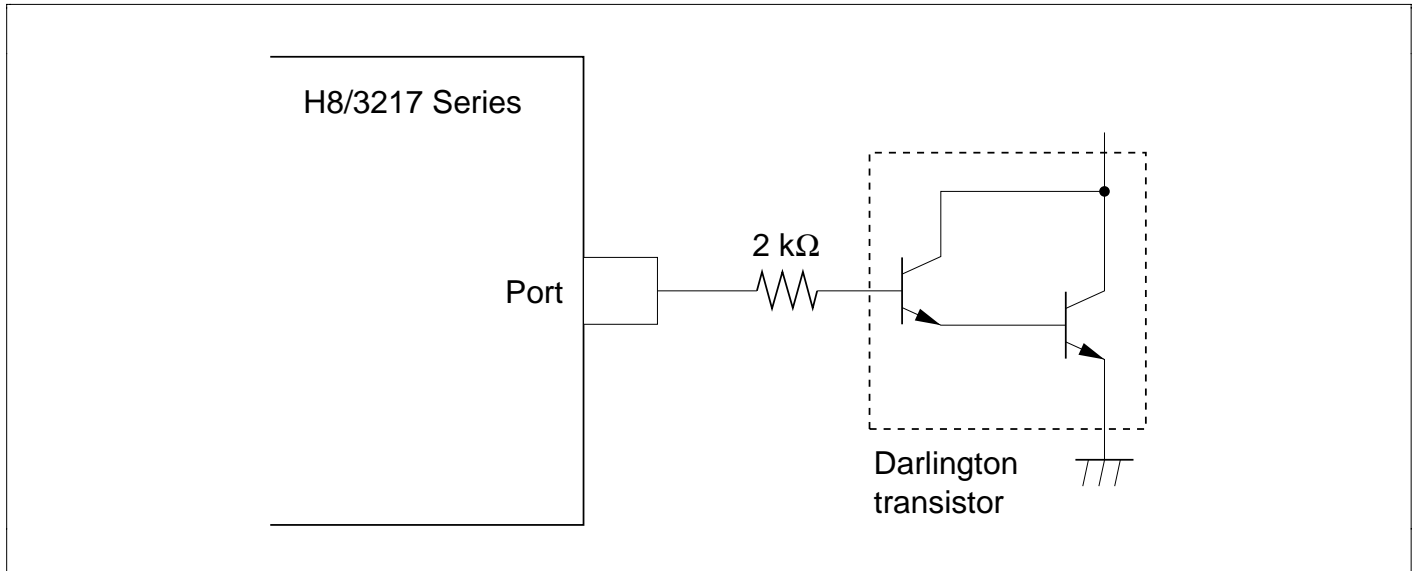 H8/3217 Series
2 kΩ
Port
Darlington
transistor